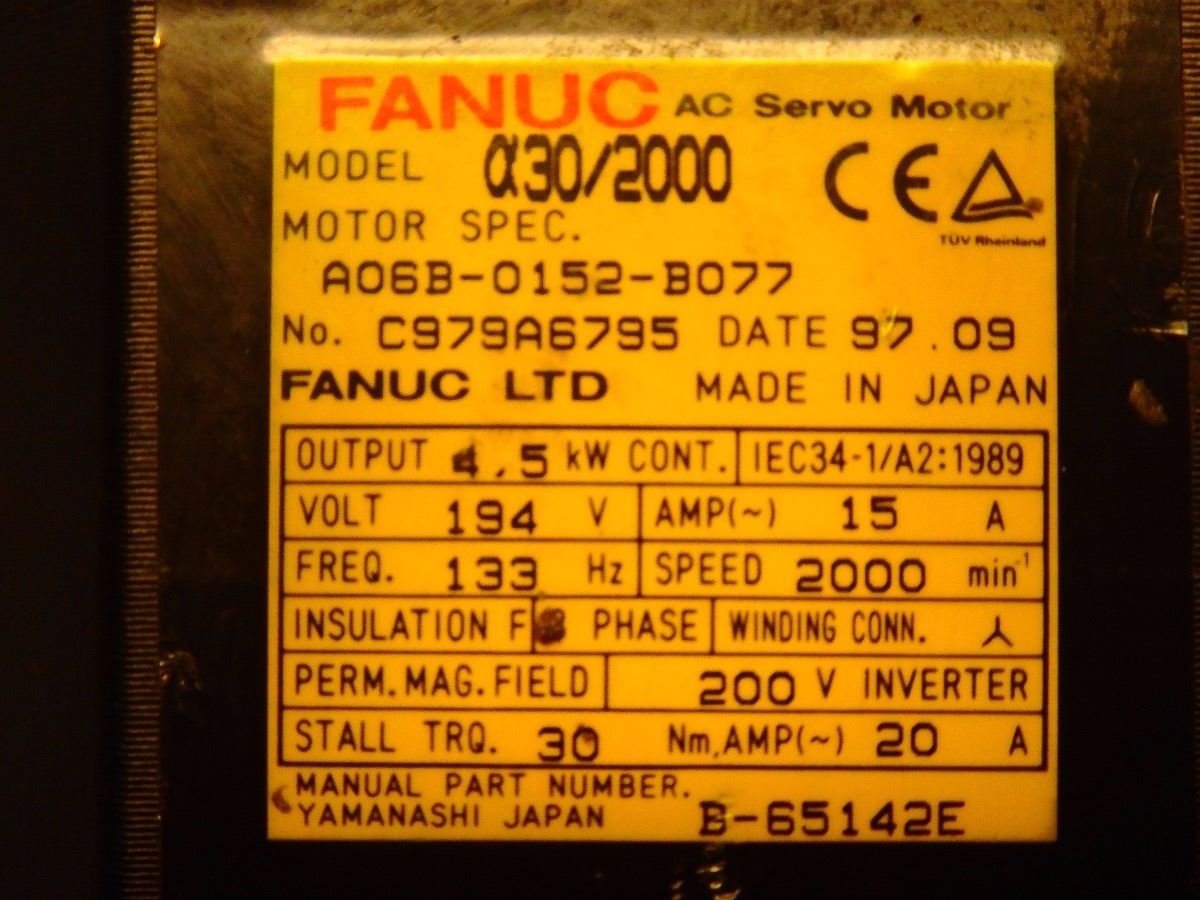 FANUC AC Servo Motor
MODEL α30/2000 CE
TÜV Rheinland
MOTOR SPEC.
A06B-0152-B077
No. C979A6795 DATE 97.09
FANUC LTD MADE IN JAPAN
OUTPUT 4.5 kW CONT. IEC34-1/A2:1989
VOLT 194 V AMP(~) 15 A
FREQ. 133 Hz SPEED 2000 min⁻¹
INSULATION F PHASE WINDING CONN. ⅄
PERM.MAG.FIELD 200 V INVERTER
STALL TRQ. 30 Nm,AMP(~) 20 A
MANUAL PART NUMBER.
YAMANASHI JAPAN B-65142E